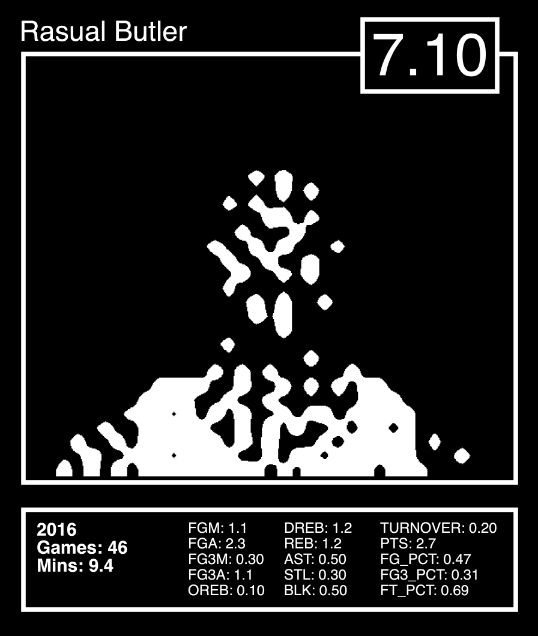 Rasual Butler
7.10
2016
Games: 46
Mins: 9.4
FGM: 1.1
FGA: 2.3
FG3M: 0.30
FG3A: 1.1
OREB: 0.10
DREB: 1.2
REB: 1.2
AST: 0.50
STL: 0.30
BLK: 0.50
TURNOVER: 0.20
PTS: 2.7
FG_PCT: 0.47
FG3_PCT: 0.31
FT_PCT: 0.69